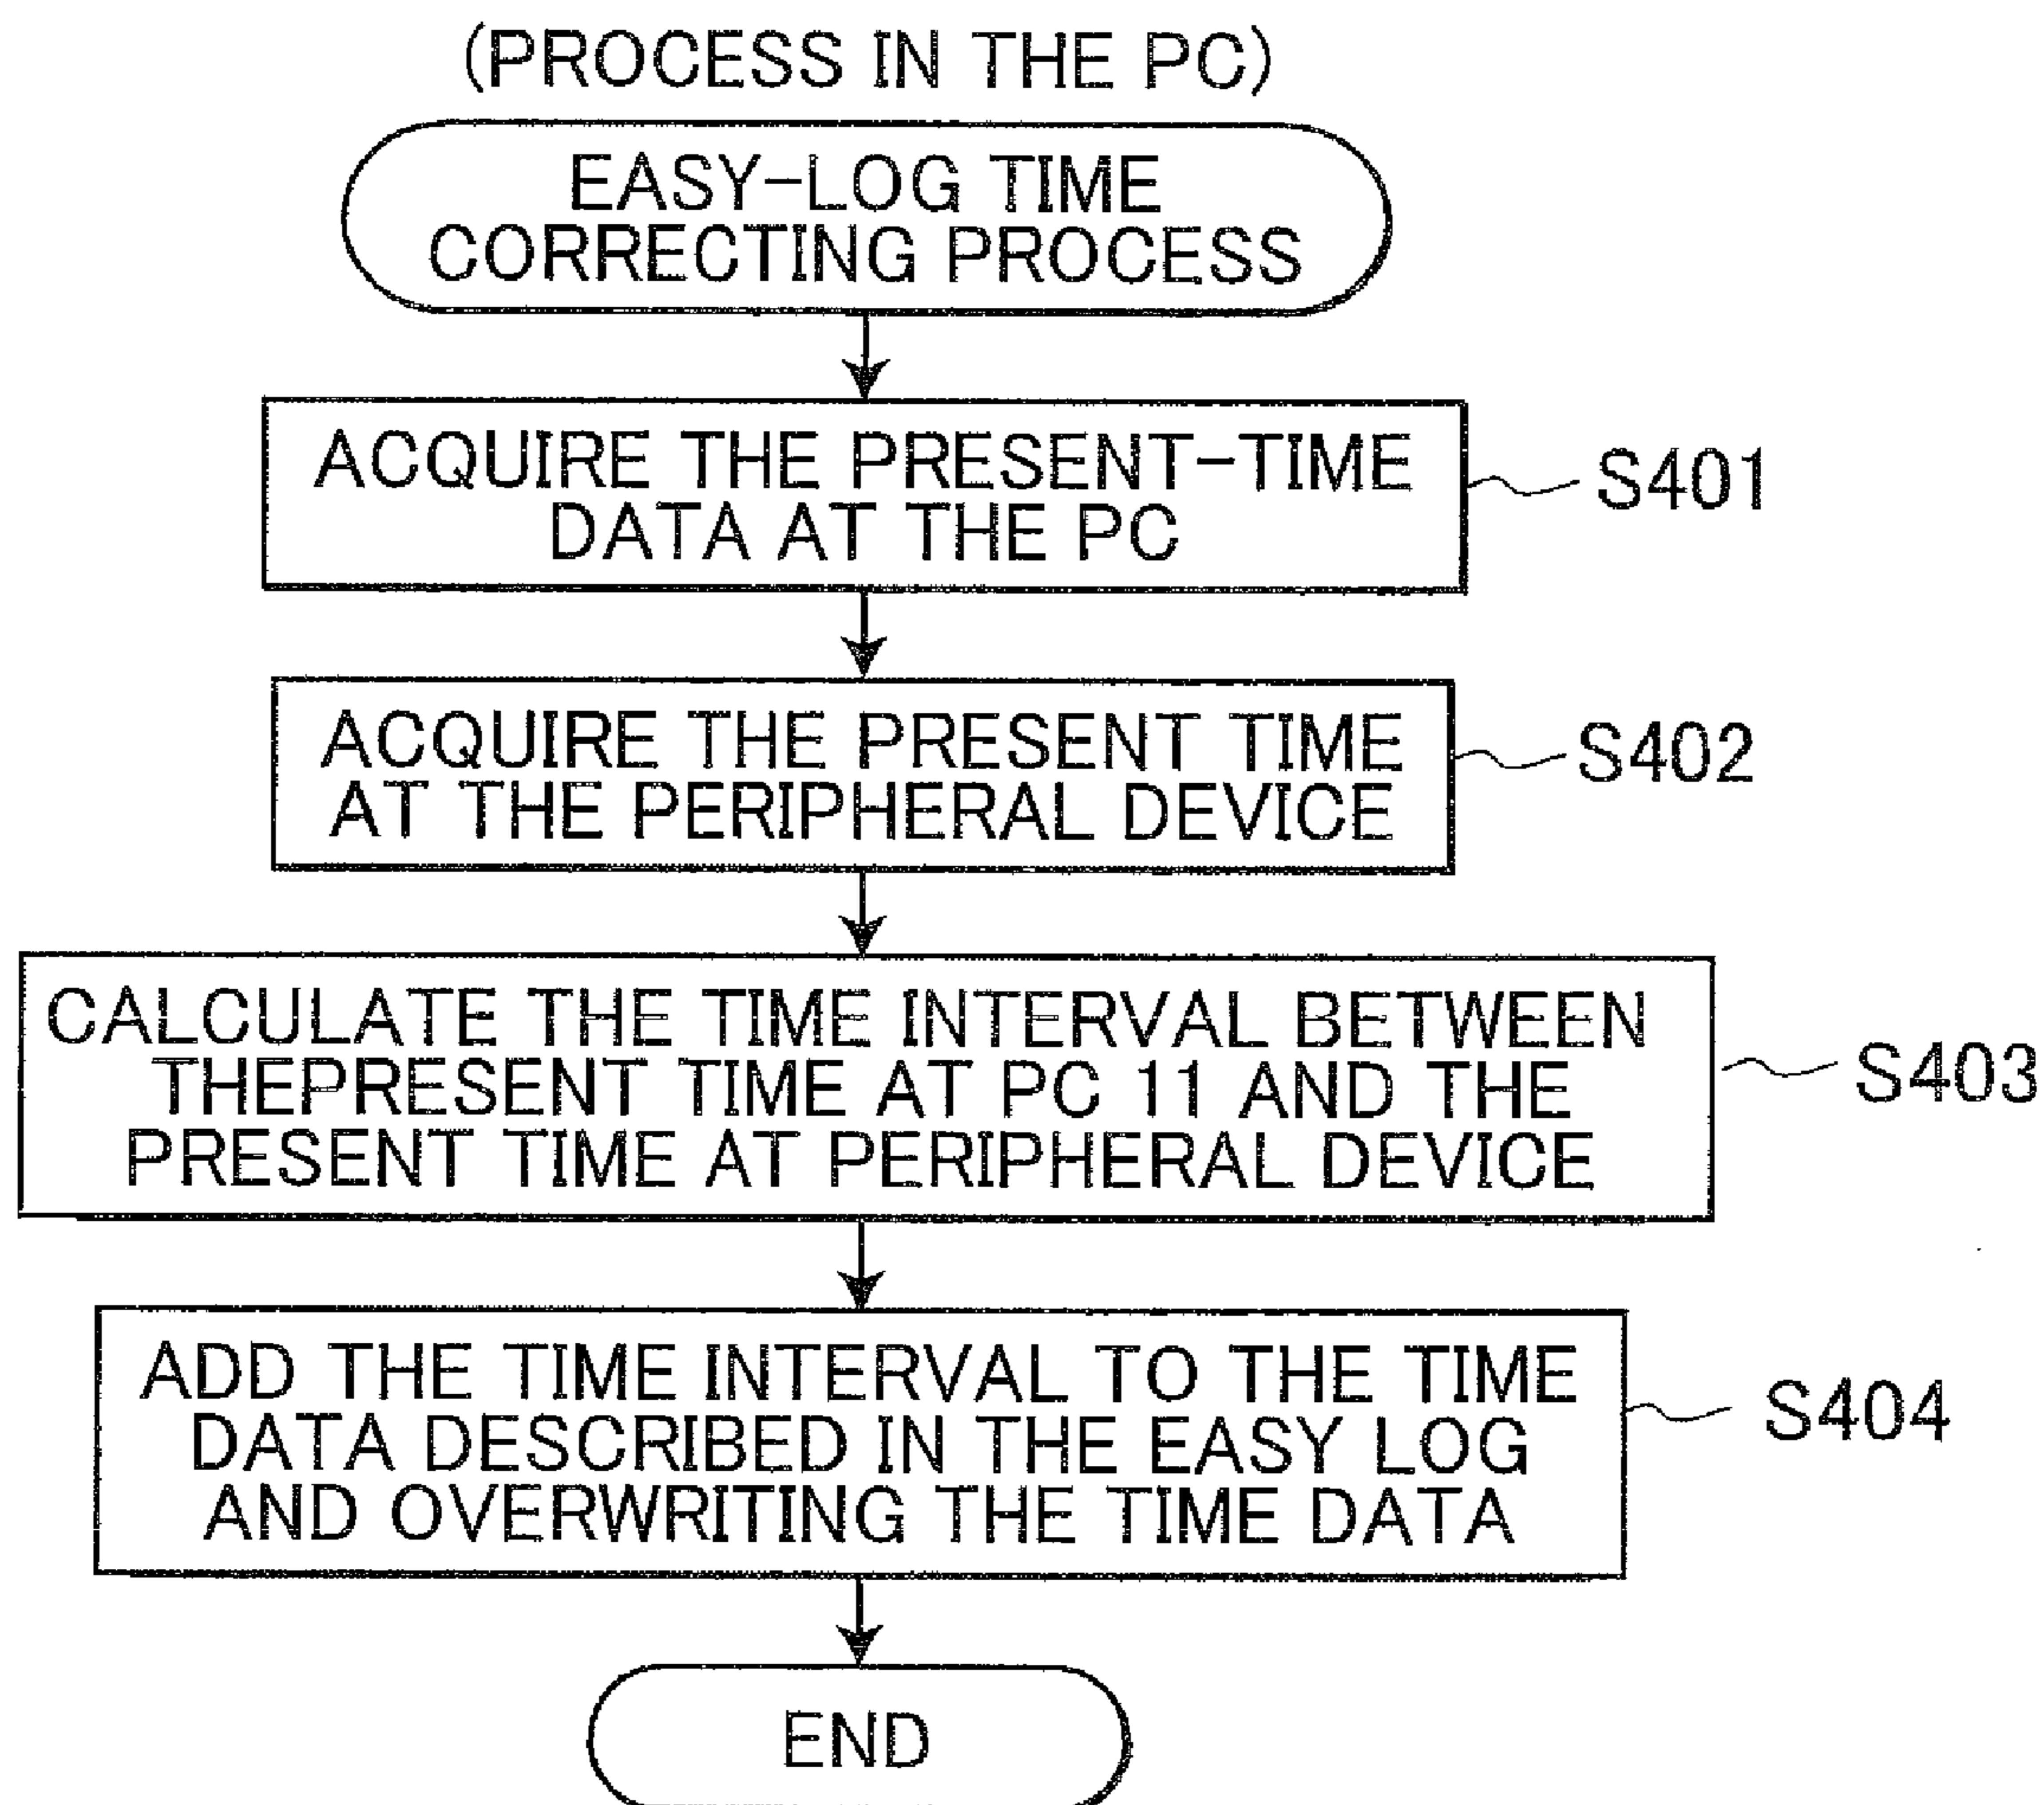 (PROCESS IN THE PC)
EASY-LOG TIME
CORRECTING PROCESS
ACQUIRE THE PRESENT-TIME
DATA AT THE PC
S401
ACQUIRE THE PRESENT TIME
AT THE PERIPHERAL DEVICE
S402
CALCULATE THE TIME INTERVAL BETWEEN
THEPRESENT TIME AT PC 11 AND THE
PRESENT TIME AT PERIPHERAL DEVICE
S403
ADD THE TIME INTERVAL TO THE TIME
DATA DESCRIBED IN THE EASY LOG
AND OVERWRITING THE TIME DATA
S404
END